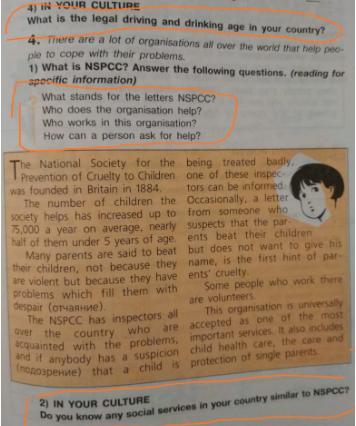 4) IN YOUR CULTURE
What is the legal driving and drinking age in your country?
4. There are a lot of organisations all over the world that help peo-
ple to cope with their problems.
1) What is NSPCC? Answer the following questions. (reading for
specific information)
What stands for the letters NSPCC?
Who does the organisation help?
Who works in this organisation?
How can a person ask for help?
The National Society for the
Prevention of Cruelty to Children
was founded in Britain in 1884.
The number of children the
society helps has increased up to
75,000 a year on average, nearly
half of them under 5 years of age.
Many parents are said to beat
their children, not because they
are violent but because they have
problems which fill them with
despair (отчаяние).
The NSPCC has inspectors all
over the country who are
acquainted with the problems,
and if anybody has a suspicion
(подозрение) that a child is
being treated badly,
one of these inspec-
tors can be informed.
Occasionally, a letter
from someone who
suspects that the par-
ents beat their children
but does not want to give his
name, is the first hint of par-
ents' cruelty.
Some people who work there
are volunteers.
This organisation is universally
accepted as one of the most
important services. It also includes
child health care, the care and
protection of single parents.
2) IN YOUR CULTURE
Do you know any social services in your country similar to NSPCC?